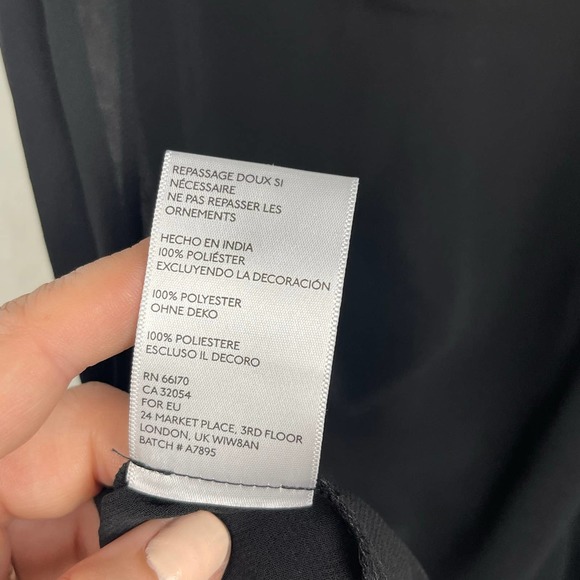 REPASSAGE DOUX SI
NÉCESSAIRE
NE PAS REPASSER LES
ORNEMENTS
HECHO EN INDIA
100% POLIÉSTER
EXCLUYENDO LA DECORACIÓN
100% POLYESTER
OHNE DEKO
100% POLIESTERE
ESCLUSO IL DECORO
RN 66170
CA 32054
FOR EU
24 MARKET PLACE, 3RD FLOOR
LONDON, UK W1W8AN
BATCH # A7895